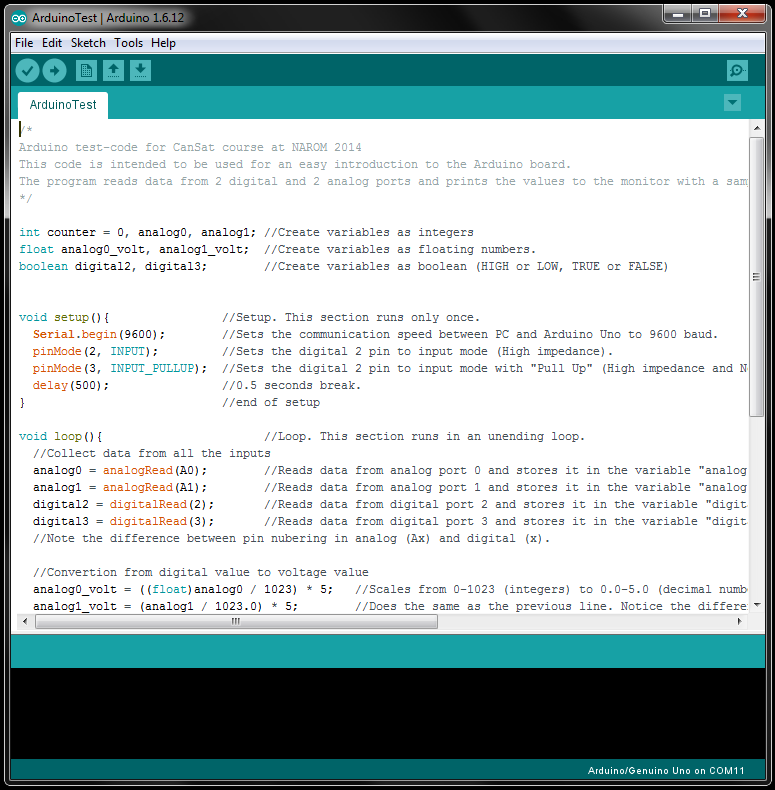 ArduinoTest | Arduino 1.6.12
File Edit Sketch Tools Help
ArduinoTest
/*
Arduino test-code for CanSat course at NAROM 2014
This code is intended to be used for an easy introduction to the Arduino board.
The program reads data from 2 digital and 2 analog ports and prints the values to the monitor with a sam
*/
int counter = 0, analog0, analog1; //Create variables as integers
float analog0_volt, analog1_volt; //Create variables as floating numbers.
boolean digital2, digital3; //Create variables as boolean (HIGH or LOW, TRUE or FALSE)
void setup(){ //Setup. This section runs only once.
Serial.begin(9600); //Sets the communication speed between PC and Arduino Uno to 9600 baud.
pinMode(2, INPUT); //Sets the digital 2 pin to input mode (High impedance).
pinMode(3, INPUT_PULLUP); //Sets the digital 2 pin to input mode with "Pull Up" (High impedance and N
delay(500); //0.5 seconds break.
} //end of setup
void loop(){ //Loop. This section runs in an unending loop.
//Collect data from all the inputs
analog0 = analogRead(A0); //Reads data from analog port 0 and stores it in the variable "analog
analog1 = analogRead(A1); //Reads data from analog port 1 and stores it in the variable "analog
digital2 = digitalRead(2); //Reads data from digital port 2 and stores it in the variable "digit
digital3 = digitalRead(3); //Reads data from digital port 3 and stores it in the variable "digit
//Note the difference between pin nubering in analog (Ax) and digital (x).
//Convertion from digital value to voltage value
analog0_volt = ((float)analog0 / 1023) * 5; //Scales from 0-1023 (integers) to 0.0-5.0 (decimal numb
analog1_volt = (analog1 / 1023.0) * 5; //Does the same as the previous line. Notice the differe
Arduino/Genuino Uno on COM11